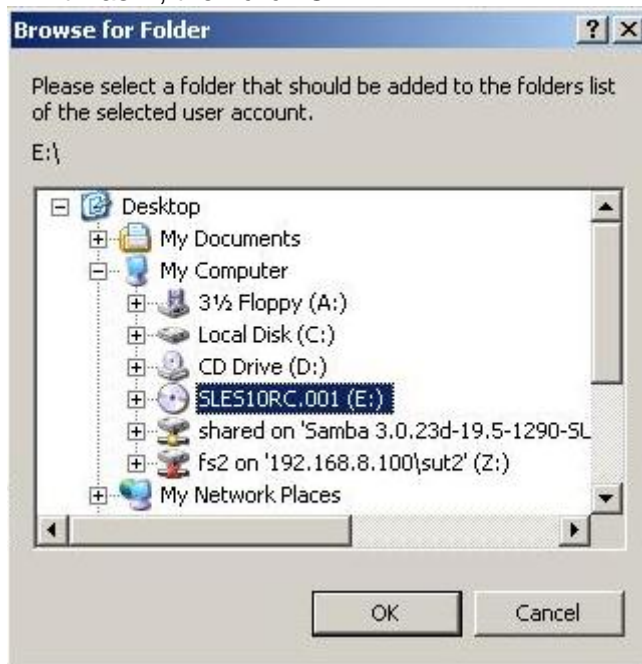 Browse for Folder
Please select a folder that should be added to the folders list
of the selected user account.
E:\
Desktop
My Documents
My Computer
3½ Floppy (A:)
Local Disk (C:)
CD Drive (D:)
SLES10RC.001 (E:)
shared on 'Samba 3.0.23d-19.5-1290-SL
fs2 on '192.168.8.100\sut2' (Z:)
My Network Places
OK
Cancel